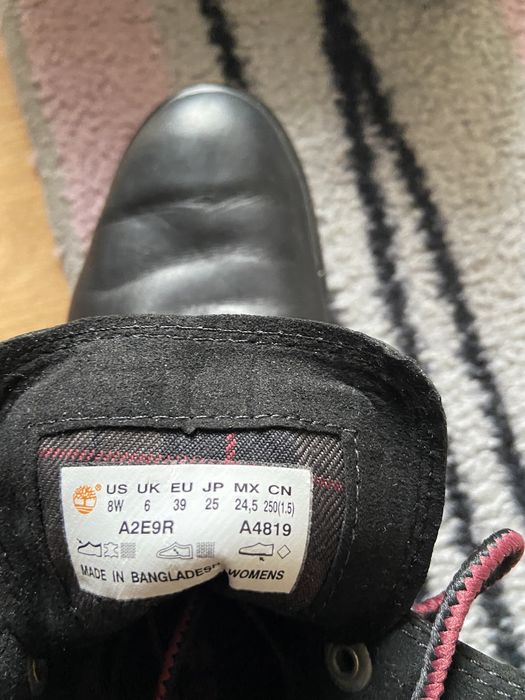 US UK EU JP MX CN
8W 6 39 25 24,5 250(1.5)
A2E9R A4819
MADE IN BANGLADESH WOMENS